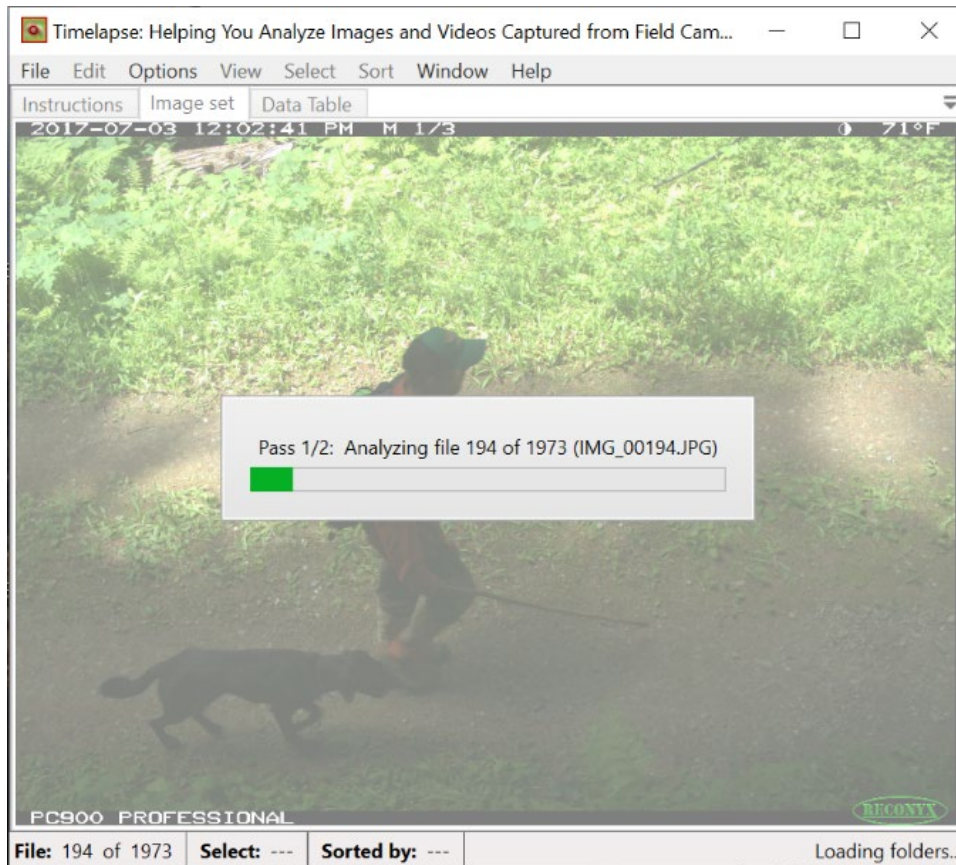 Timelapse: Helping You Analyze Images and Videos Captured from Field Cam...
File Edit Options View Select Sort Window Help
Instructions Image set Data Table
2017-07-03 12:02:41 PM M 1/3 71°F
Pass 1/2: Analyzing file 194 of 1973 (IMG_00194.JPG)
PC900 PROFESSIONAL RECONYX
File: 194 of 1973 Select: --- Sorted by: --- Loading folders..